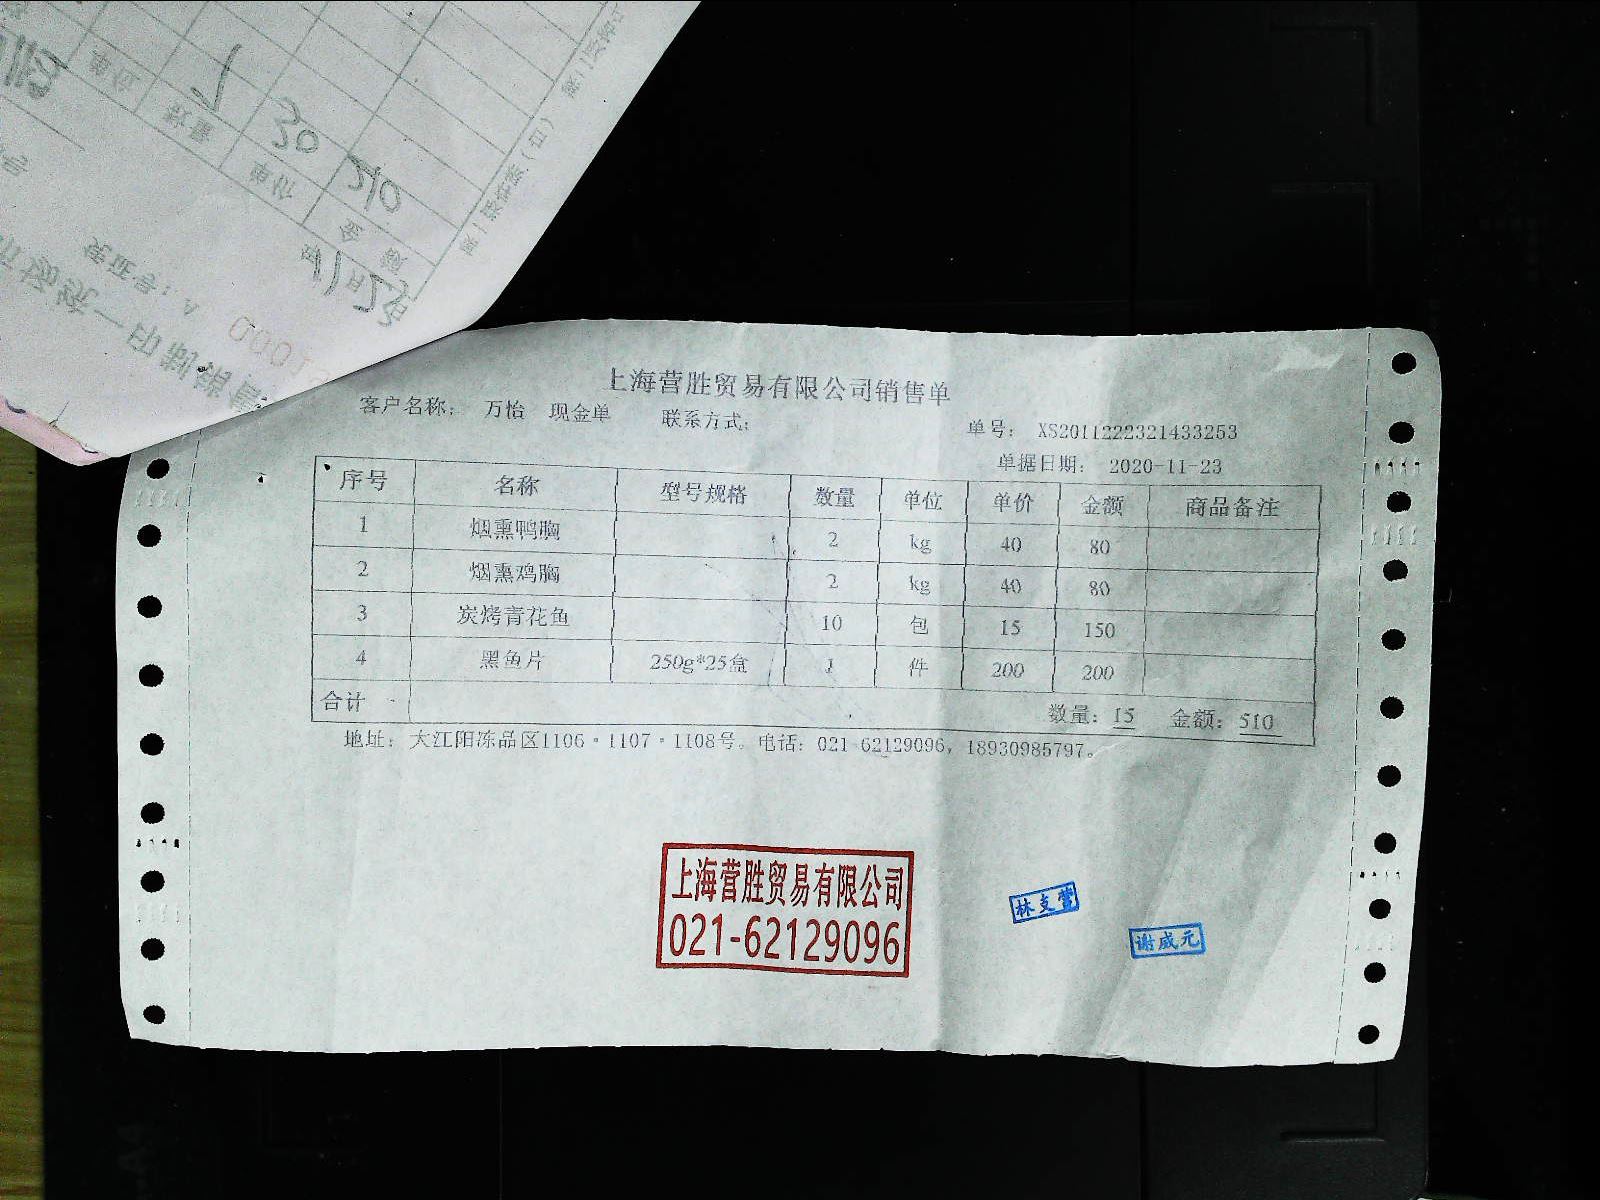 上海营胜贸易有限公司销售单
客户名称： 万怡 现金单 联系方式： 单号： XS2011222321433253
单据日期： 2020-11-23
序号 名称 型号规格 数量 单位 单价 金额 商品备注
1 烟熏鸭胸 2 kg 40 80
2 烟熏鸡胸 2 kg 40 80
3 炭烤青花鱼 10 包 15 150
4 黑鱼片 250g*25盒 1 件 200 200
合计 数量：15 金额：510
地址： 大江阳冻品区1106·1107·1108号。电话：021-62129096，18930985797。
上海营胜贸易有限公司
021-62129096
林支营
谢威元